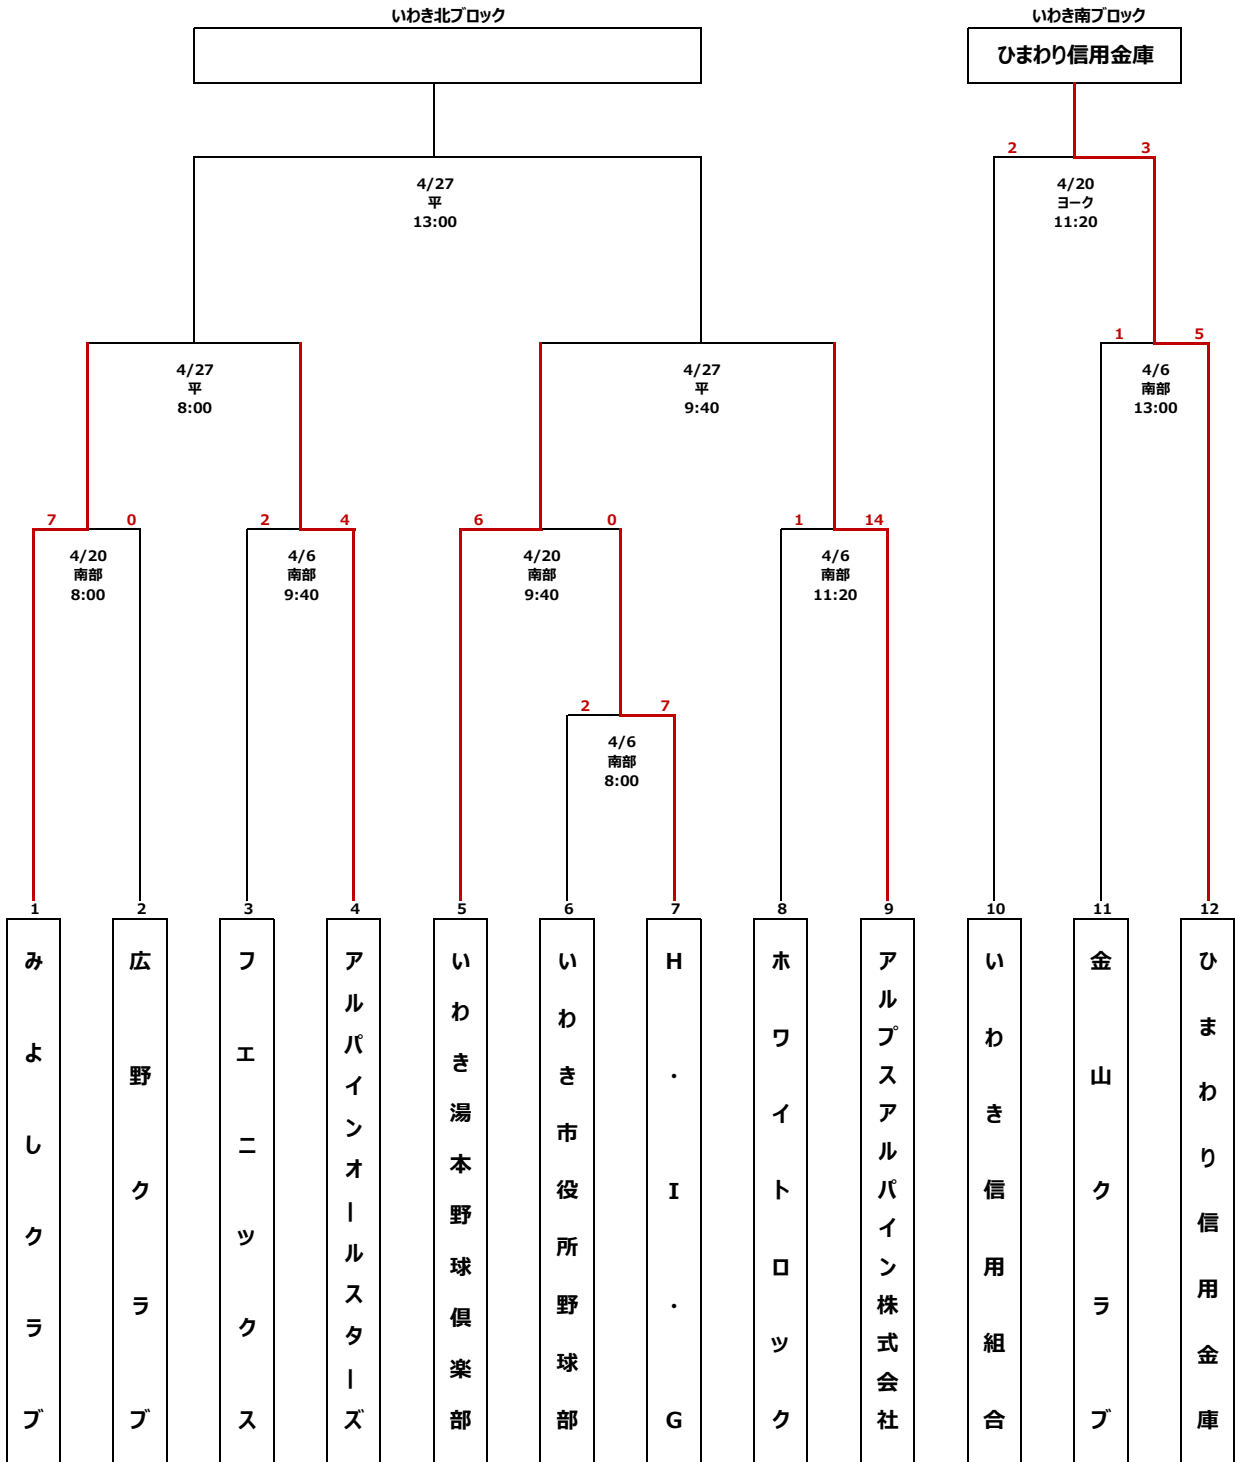 いわき北ブロック
いわき南ブロック
ひまわり信用金庫
2
3
4/27
平
13:00
4/20
ヨーク
11:20
1
5
4/27
平
8:00
4/27
平
9:40
4/6
南部
13:00
7
0
2
4
6
0
1
14
4/20
南部
8:00
4/6
南部
9:40
4/20
南部
9:40
4/6
南部
11:20
2
7
4/6
南部
8:00
1
2
3
4
5
6
7
8
9
10
11
12
みよしクラブ
広野クラブ
フエニックス
アルパインオールスターズ
いわき湯本野球倶楽部
いわき市役所野球部
H・I・G
ホワイトロック
アルプスアルパイン株式会社
いわき信用組合
金山クラブ
ひまわり信用金庫